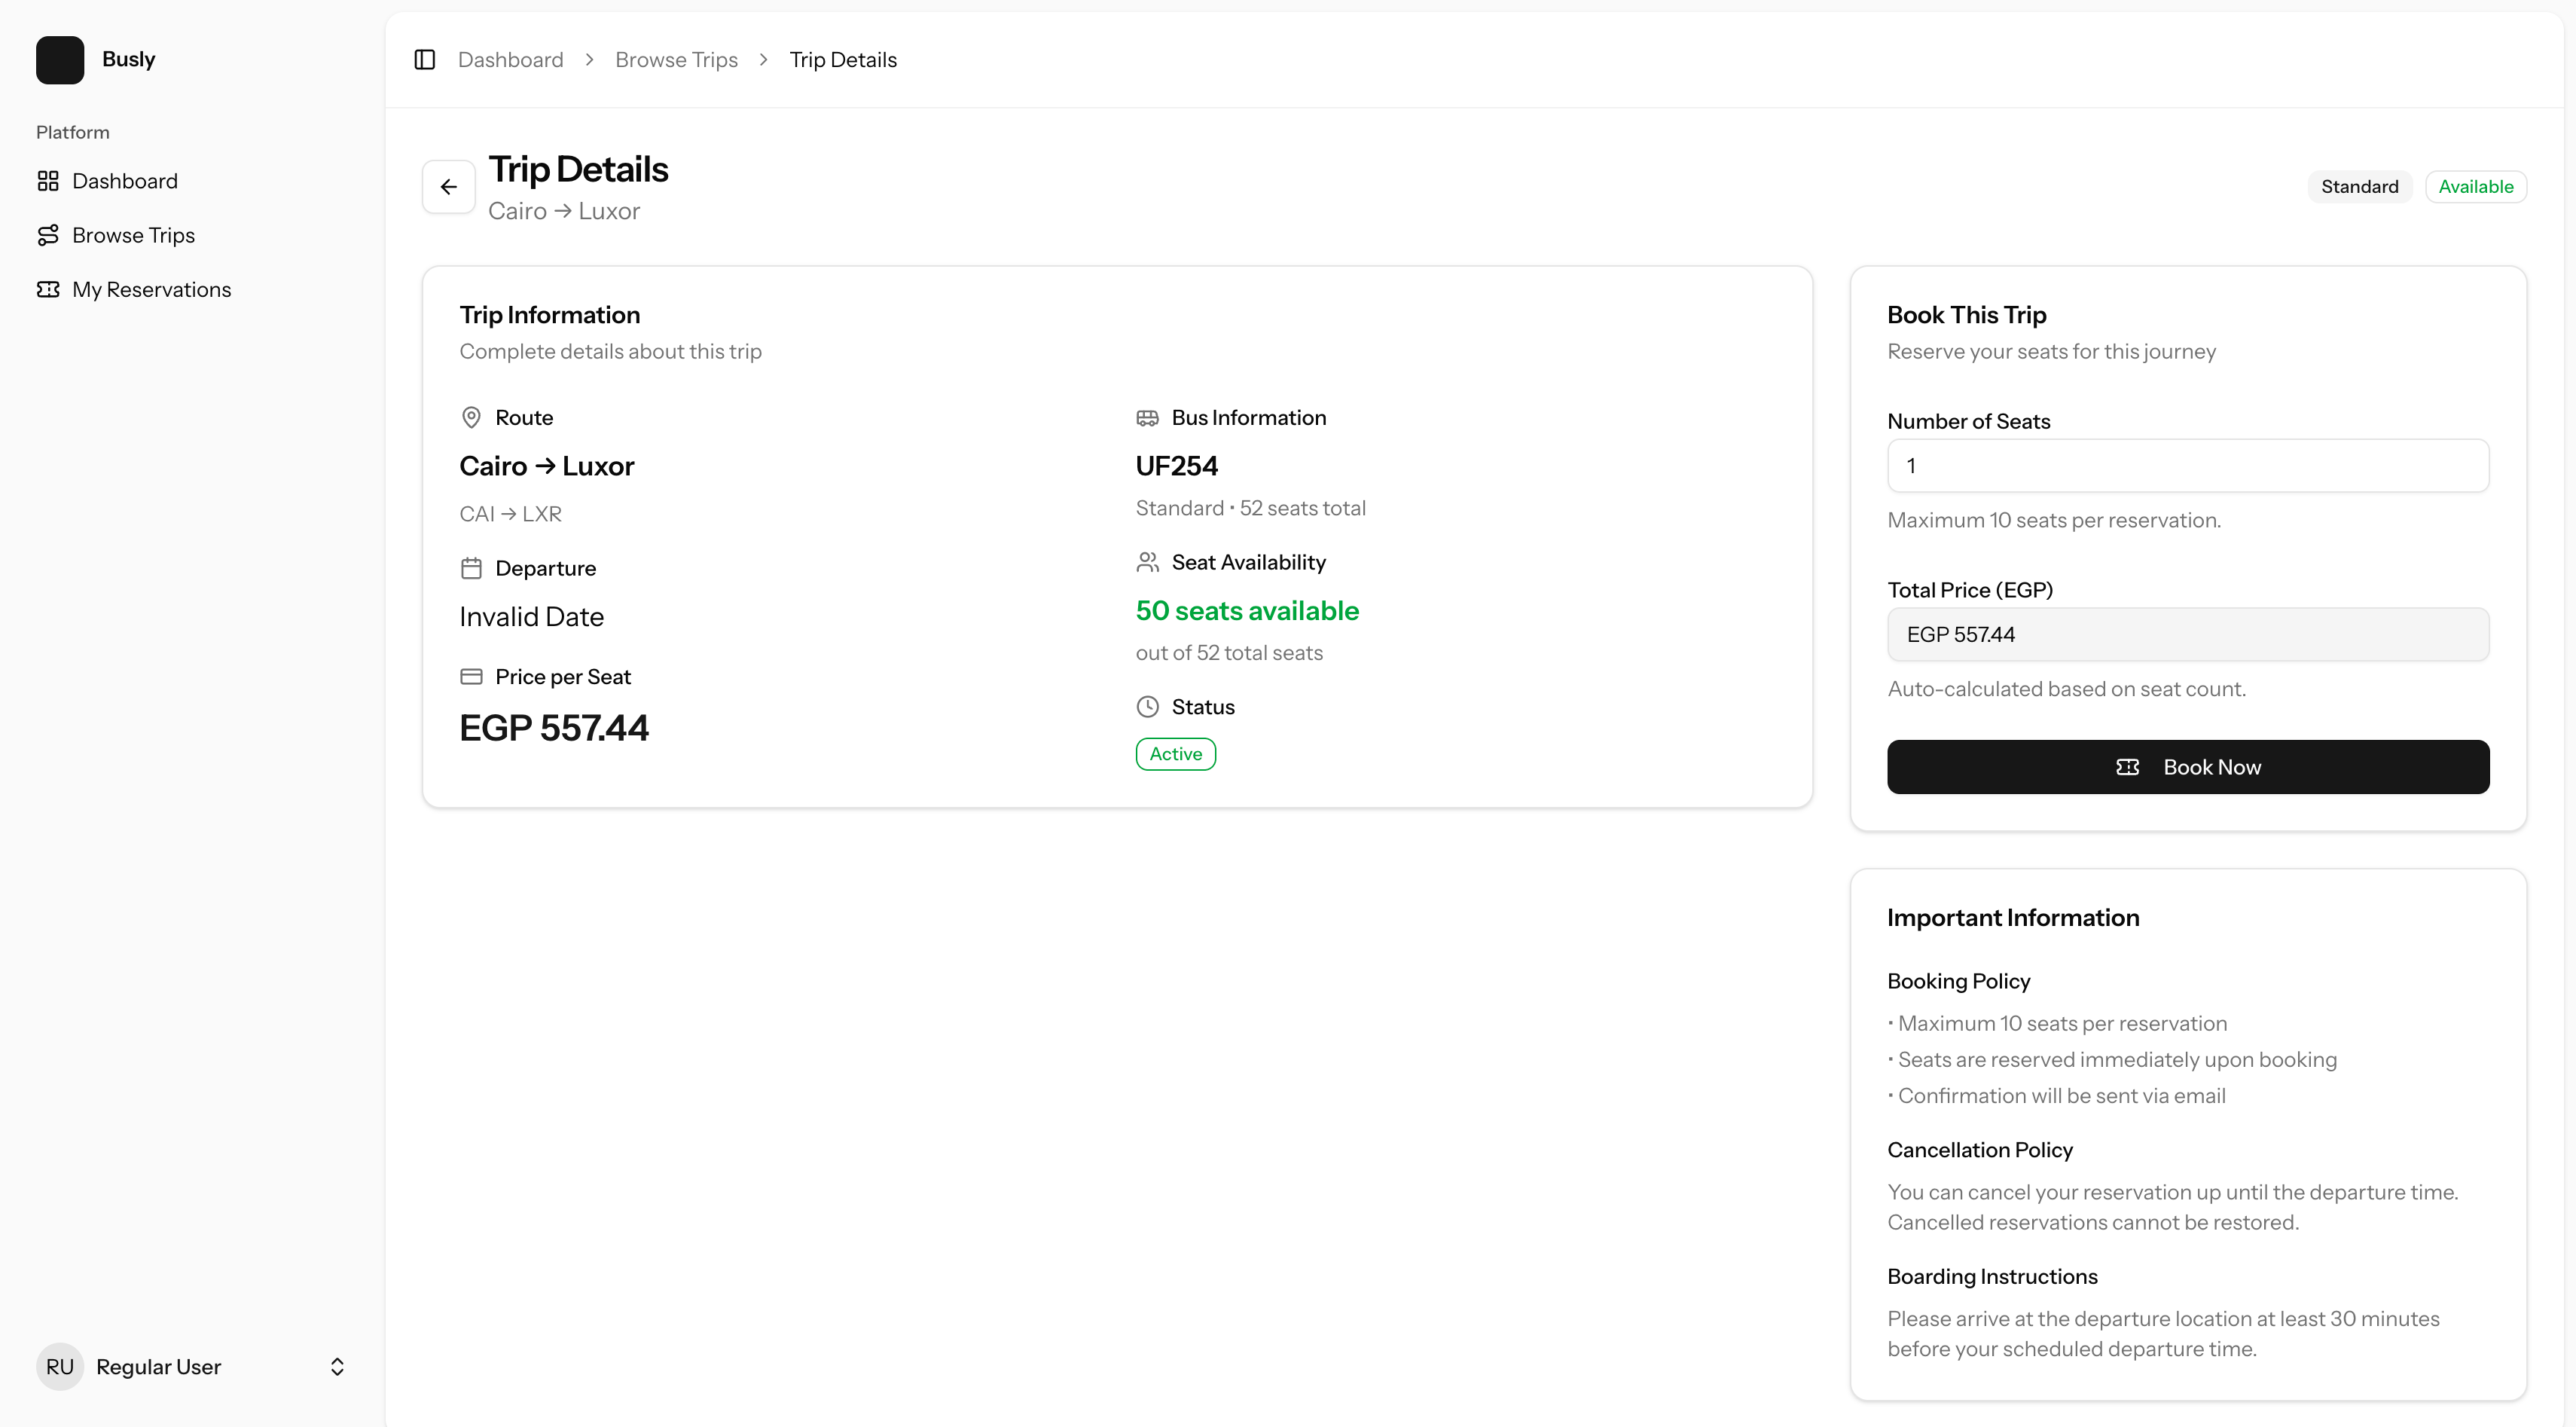 Busly
Platform
Dashboard
Browse Trips
My Reservations
RU Regular User
Dashboard > Browse Trips > Trip Details
Trip Details
Cairo → Luxor
Standard
Available
Trip Information
Complete details about this trip
Route
Cairo → Luxor
CAI → LXR
Departure
Invalid Date
Price per Seat
EGP 557.44
Bus Information
UF254
Standard • 52 seats total
Seat Availability
50 seats available
out of 52 total seats
Status
Active
Book This Trip
Reserve your seats for this journey
Number of Seats
1
Maximum 10 seats per reservation.
Total Price (EGP)
EGP 557.44
Auto-calculated based on seat count.
Book Now
Important Information
Booking Policy
• Maximum 10 seats per reservation
• Seats are reserved immediately upon booking
• Confirmation will be sent via email
Cancellation Policy
You can cancel your reservation up until the departure time.
Cancelled reservations cannot be restored.
Boarding Instructions
Please arrive at the departure location at least 30 minutes
before your scheduled departure time.